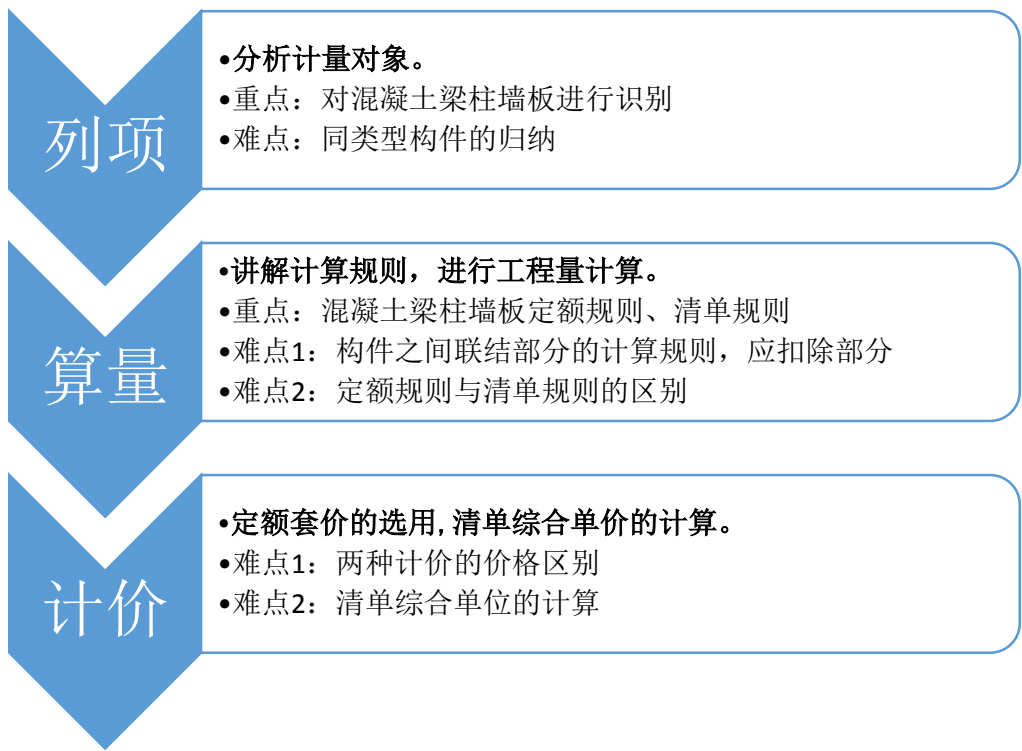 列项
•分析计量对象。
•重点：对混凝土梁柱墙板进行识别
•难点：同类型构件的归纳
算量
•讲解计算规则，进行工程量计算。
•重点：混凝土梁柱墙板定额规则、清单规则
•难点1：构件之间联结部分的计算规则，应扣除部分
•难点2：定额规则与清单规则的区别
计价
•定额套价的选用,清单综合单价的计算。
•难点1：两种计价的价格区别
•难点2：清单综合单位的计算